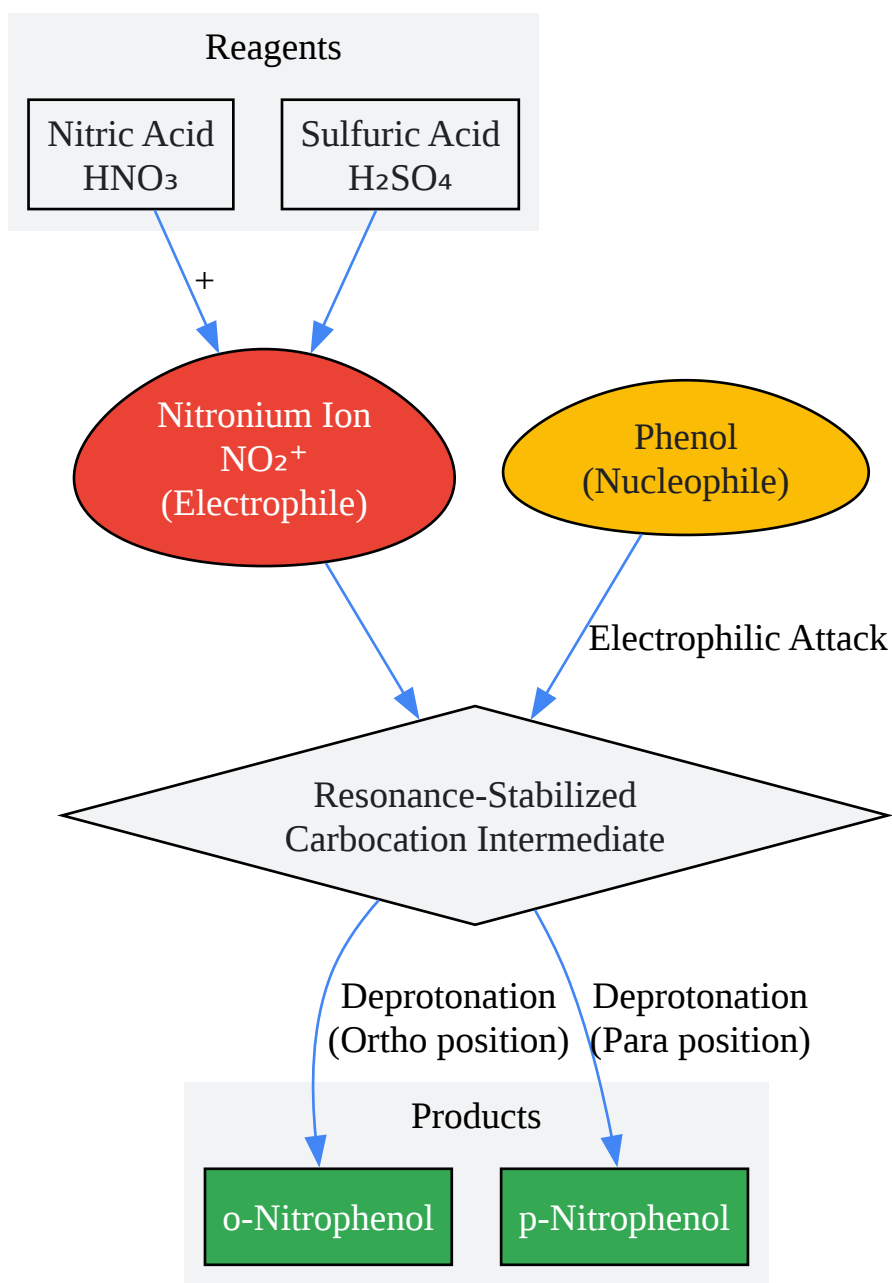 Reagents
Nitric Acid
HNO₃
Sulfuric Acid
H₂SO₄
+
Nitronium Ion
NO₂⁺
(Electrophile)
Phenol
(Nucleophile)
Electrophilic Attack
Resonance-Stabilized
Carbocation Intermediate
Deprotonation
(Ortho position)
Deprotonation
(Para position)
Products
o-Nitrophenol
p-Nitrophenol